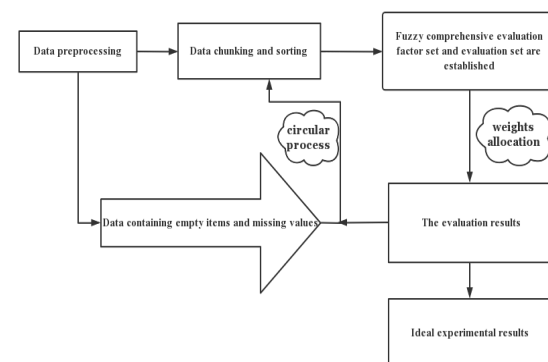 Data preprocessing
Data chunking and sorting
Fuzzy comprehensive evaluation
factor set and evaluation set are
established
circular
process
weights
allocation
Data containing empty items and missing values
The evaluation results
Ideal experimental results